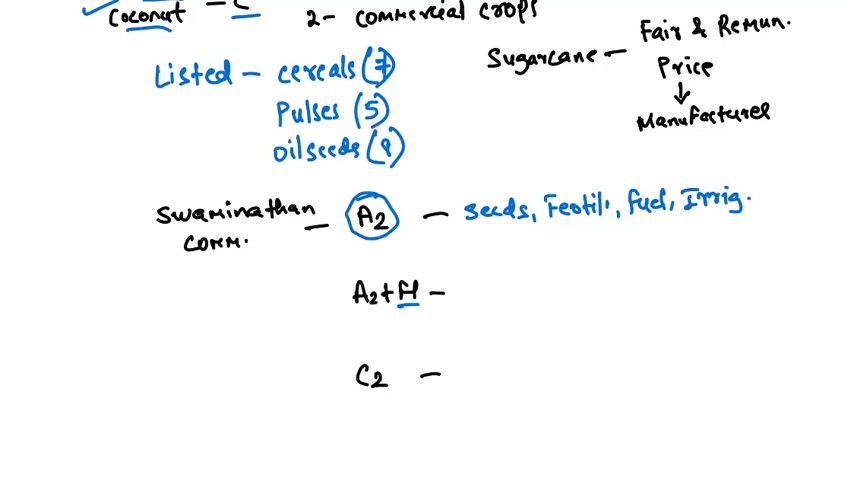 Coconut -
2- commercial crops
Sugarcane - Fair & Remun.
Price
↓
Manufacturer
Listed - cereals (7)
Pulses (5)
oilseeds (8)
Swaminathan
comm. - A2 - seeds, Fertili., fuel, Irrig.
A2+Fl -
C2 -